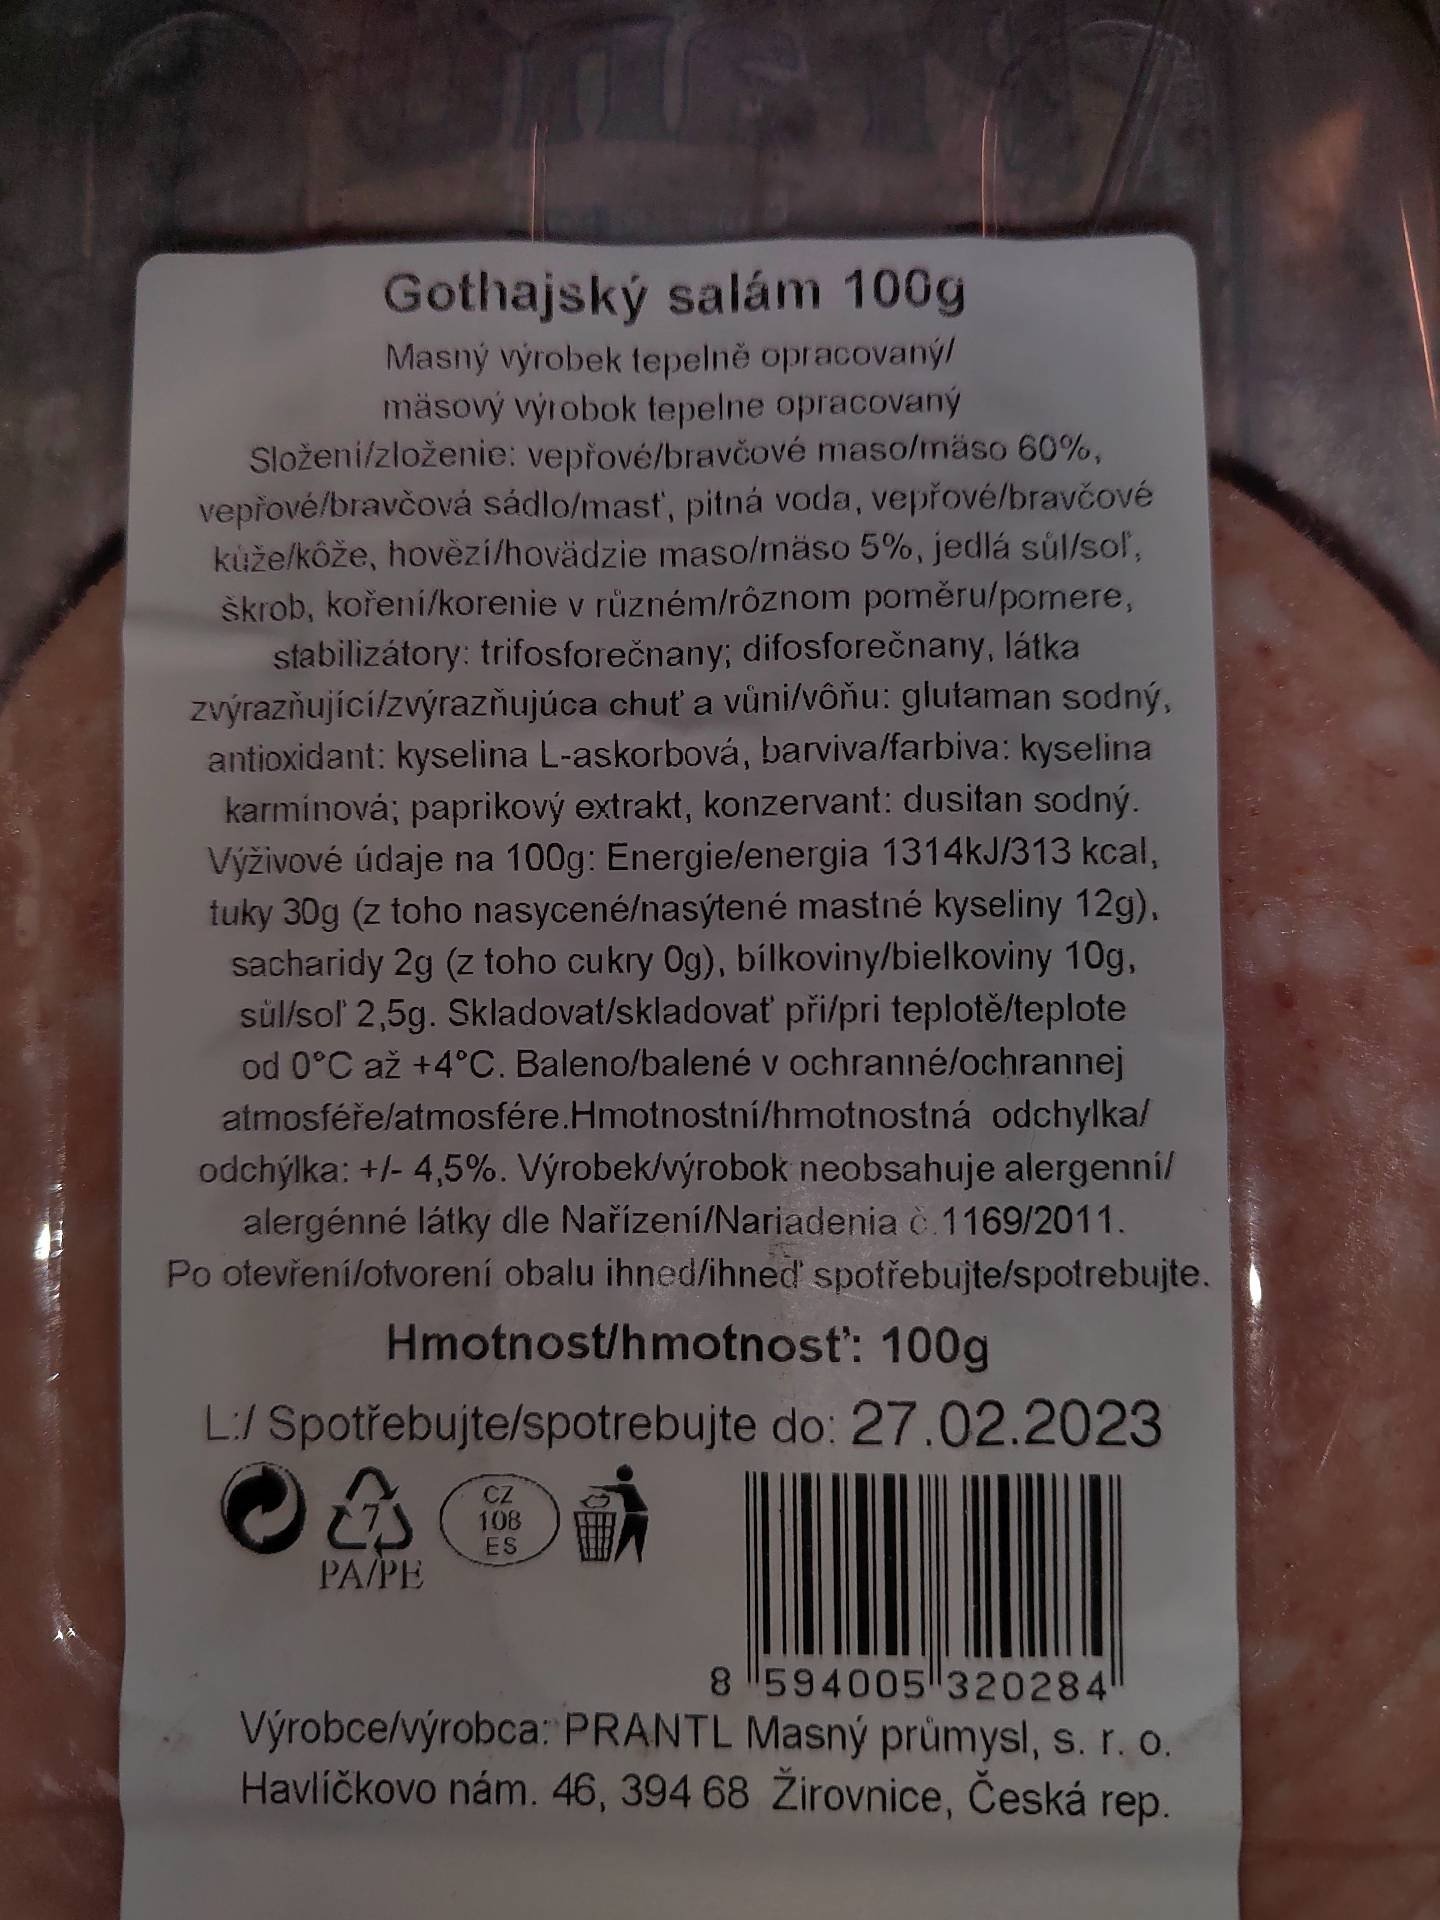 Gothajský salám 100g
Masný výrobek tepelně opracovaný/
mäsový výrobok tepelne opracovaný
Složení/zloženie: vepřové/bravčové maso/mäso 60%,
vepřové/bravčová sádlo/masť, pitná voda, vepřové/bravčové
kůže/kôže, hovězí/hovädzie maso/mäso 5%, jedlá sůl/soľ,
škrob, koření/korenie v různém/rôznom poměru/pomere,
stabilizátory: trifosforečnany; difosforečnany, látka
zvýrazňující/zvýrazňujúca chuť a vůni/vôňu: glutaman sodný,
antioxidant: kyselina L-askorbová, barviva/farbiva: kyselina
karmínová; paprikový extrakt, konzervant: dusitan sodný.
Výživové údaje na 100g: Energie/energia 1314kJ/313 kcal,
tuky 30g (z toho nasycené/nasýtené mastné kyseliny 12g),
sacharidy 2g (z toho cukry 0g), bílkoviny/bielkoviny 10g,
sůl/soľ 2,5g. Skladovat/skladovať při/pri teplotě/teplote
od 0°C až +4°C. Baleno/balené v ochranné/ochrannej
atmosféře/atmosfére.Hmotnostní/hmotnostná odchylka/
odchýlka: +/- 4,5%. Výrobek/výrobok neobsahuje alergenní/
alergénné látky dle Nařízení/Nariadenia č.1169/2011.
Po otevření/otvorení obalu ihned/ihneď spotřebujte/spotrebujte.
Hmotnost/hmotnosť: 100g
L:/ Spotřebujte/spotrebujte do: 27.02.2023
7
PA/PE
CZ
108
ES
8 594005 320284
Výrobce/výrobca: PRANTL Masný průmysl, s. r. o.
Havlíčkovo nám. 46, 394 68 Žirovnice, Česká rep.